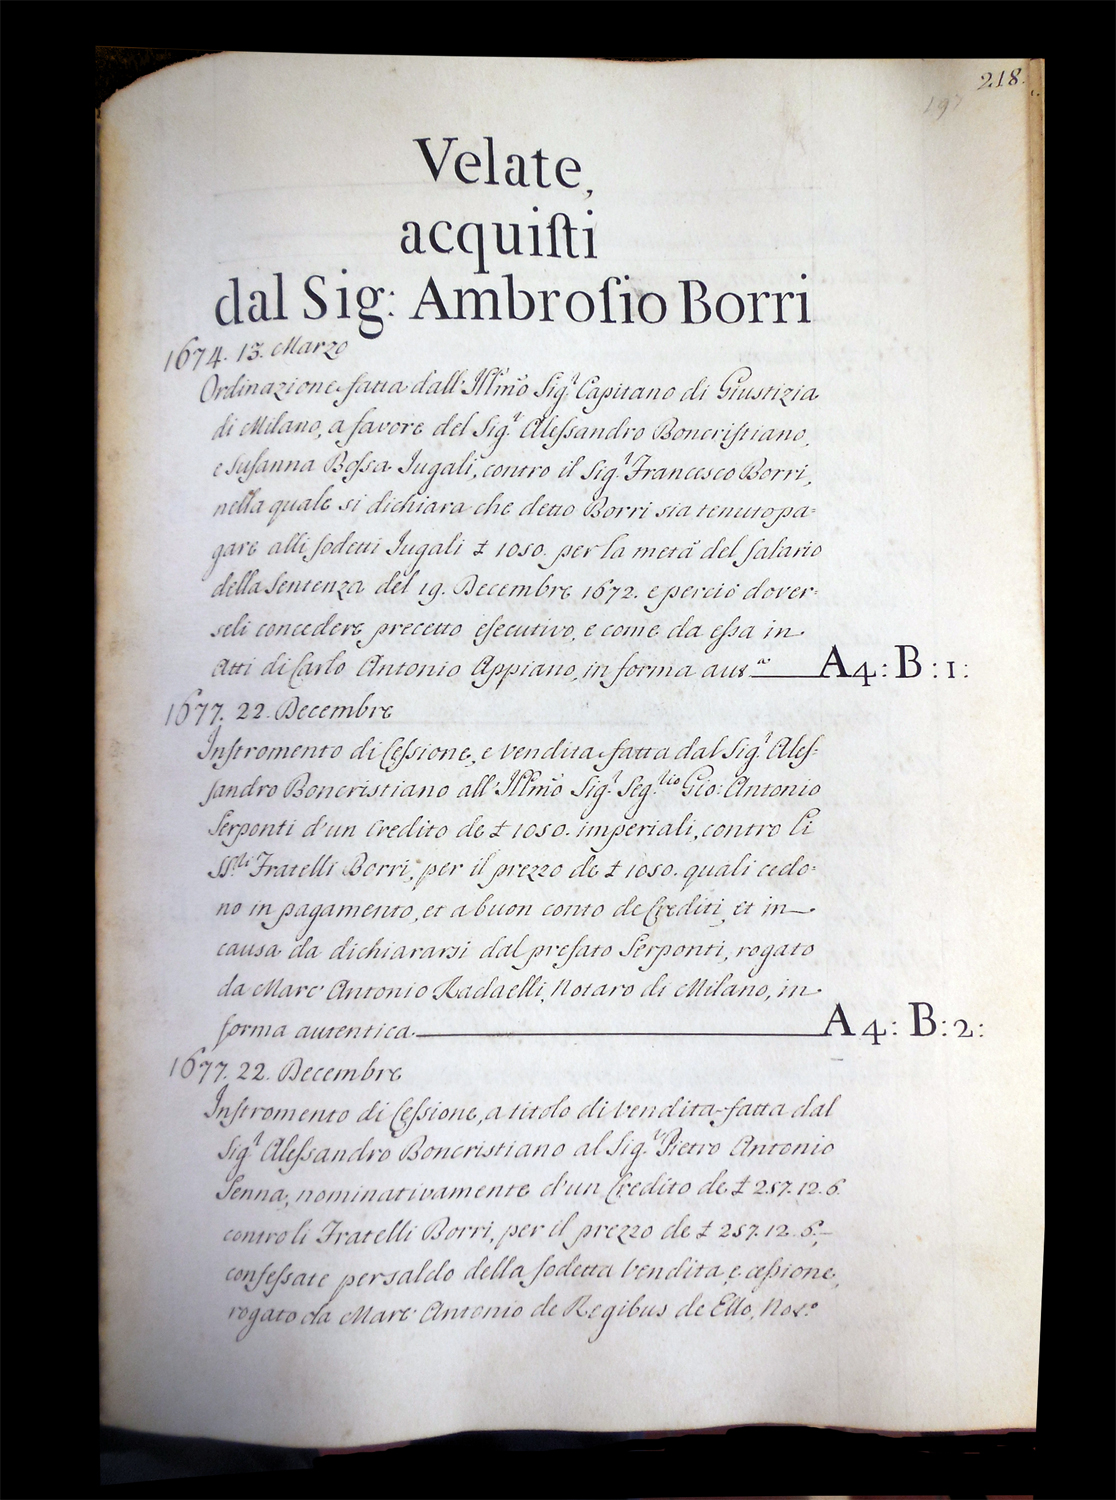 218.
197
Velate,
acquiſti
dal Sig: Ambroſio Borri
1674. 13. Marzo
Ordinazione fatta dall' Ill̃mo Sig.r Capitano di Giustizia
di Milano, a favore del Sig.r Aleſsandro Boncriſtiano,
e Suſanna Boſsa Jugali, contro il Sig.r Francesco Borri,
nella quale si dichiara che detto Borri sia tenuto pa=
gare alli ſodetti Jugali £ 1050. per la metà del ſalario
della Sentenza del 19. Decembre 1672. e perciò dover=
seli concedere precetto eſecutivo, e come da eſsa in
Atti di Carlo Antonio Appiano, in forma aut.ca A4: B: 1:
1677. 22. Decembre
Inſtromento di Ceſsione, e Vendita fatta dal Sig.r Aleſ=
ſandro Boncristiano all' Ill̃mo Sig.r Seg.rio Gio: Antonio
Serponti d'un Credito de £ 1050. imperiali, contro li
SS.ri Fratelli Borri, per il prezzo de £ 1050. quali cedo=
no in pagamento, et a buon conto de Crediti, et in
causa da dichiararsi dal prefato Serponti, rogato
da Marc' Antonio Radaelli, Notaro di Milano, in
forma autentica. A4: B: 2:
1677. 22. Decembre
Inſtromento di Ceſsione, a titolo di Vendita fatta dal
Sig.r Aleſsandro Boncristiano al Sig.r Pietro Antonio
Senna, nominativamente d'un Credito de £ 257. 12. 6.
contro li Fratelli Borri, per il prezzo de £ 257. 12. 6.
confeſsate per saldo della ſodetta Vendita, e ceſsione,
rogato da Marc' Antonio de Regibus de Ello, Not.o